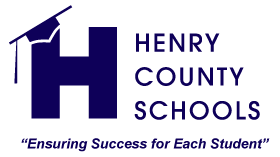 H HENRY
COUNTY
SCHOOLS
“Ensuring Success for Each Student”